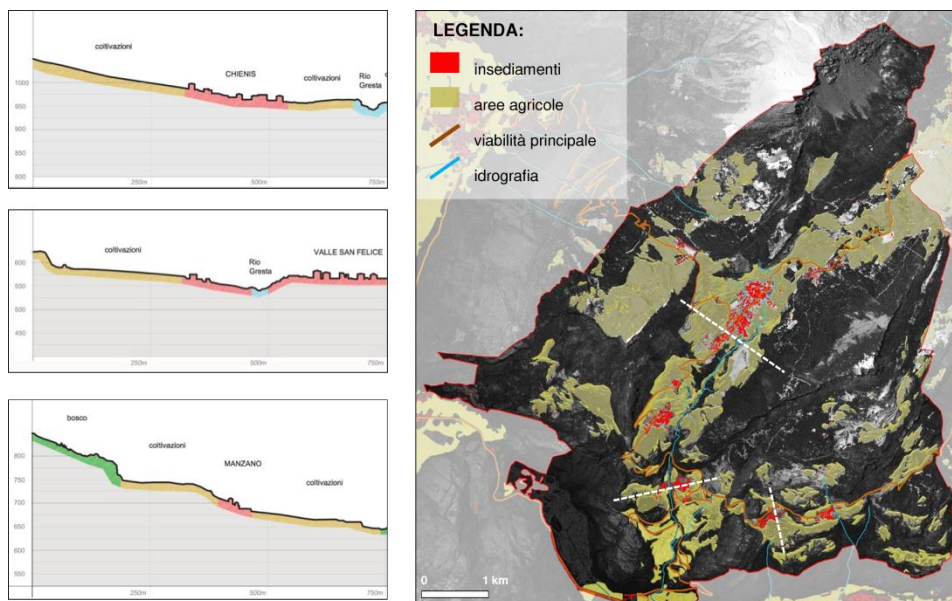 coltivazioni
CHIENIS
coltivazioni
Rio
Gresta
1000
950
900
850
800
250m
500m
750m
coltivazioni
Rio
Gresta
VALLE SAN FELICE
600
550
500
450
250m
500m
750m
bosco
coltivazioni
MANZANO
coltivazioni
800
750
700
650
600
550
250m
500m
750m
LEGENDA:
insediamenti
aree agricole
viabilità principale
idrografia
0 1 km